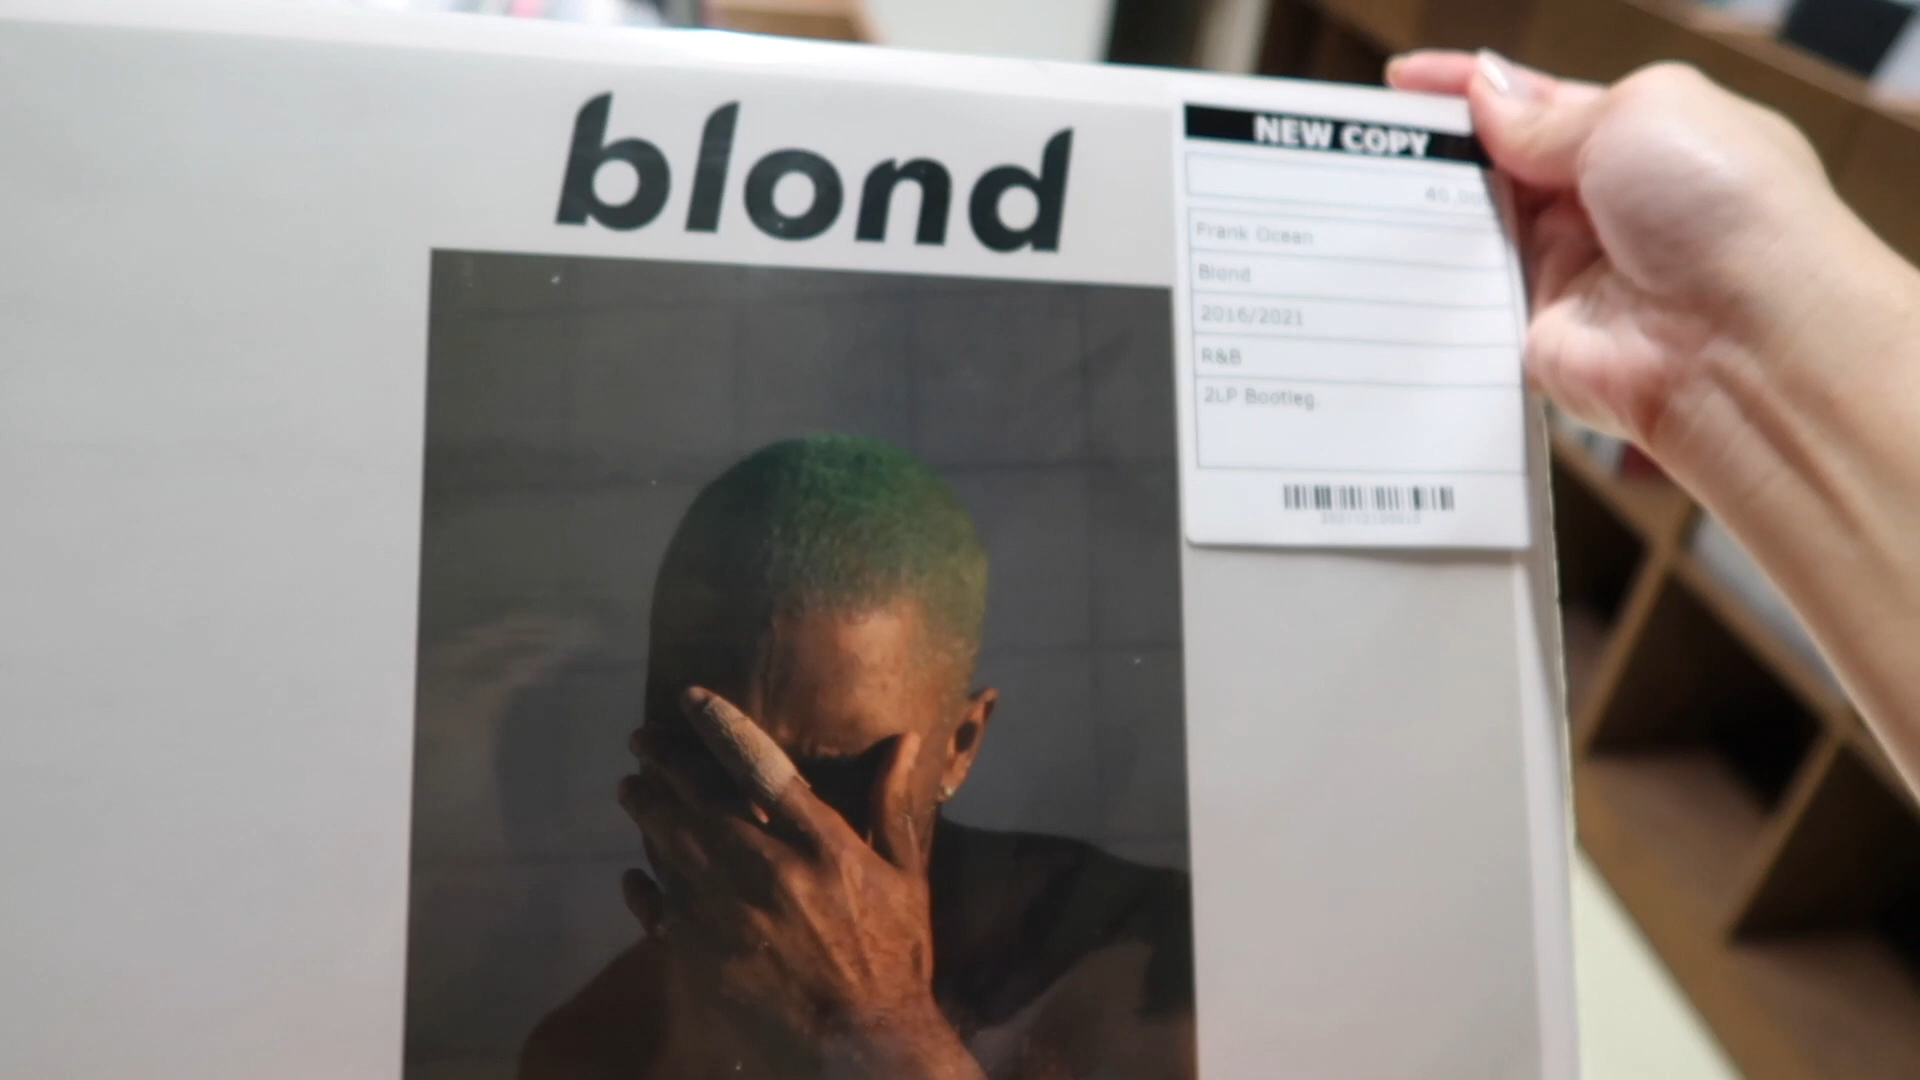 blond
NEW COPY
Frank Ocean
Blond
2016/2021
R&B
2LP Bootleg.